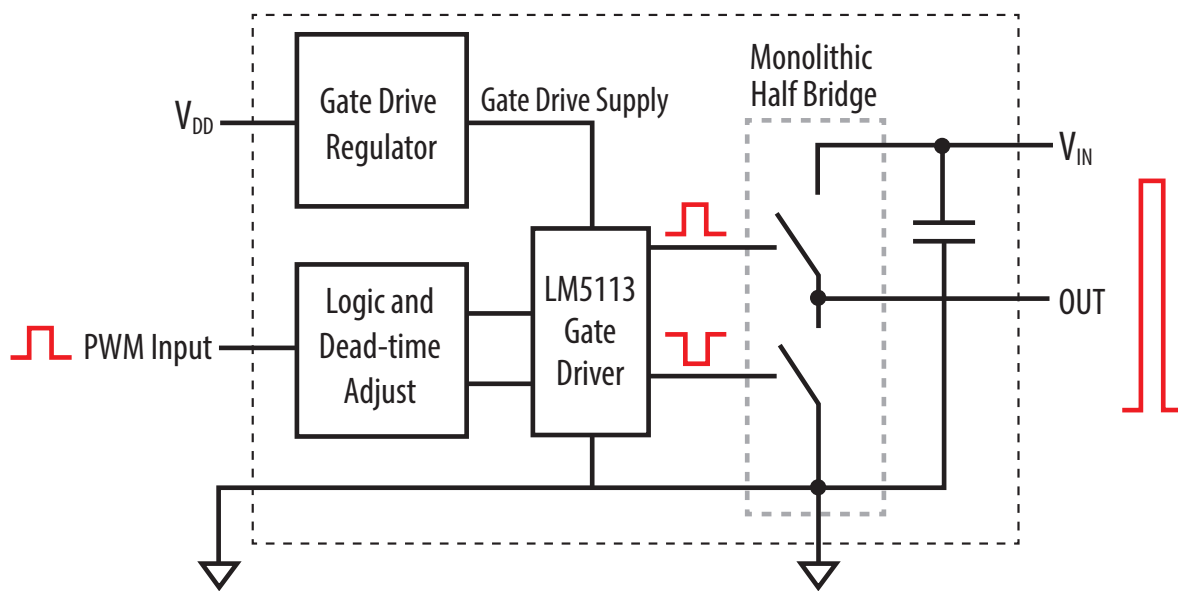 Monolithic
Half Bridge
V_DD
Gate Drive
Regulator
Gate Drive Supply
V_IN
PWM Input
Logic and
Dead-time
Adjust
LM5113
Gate
Driver
OUT